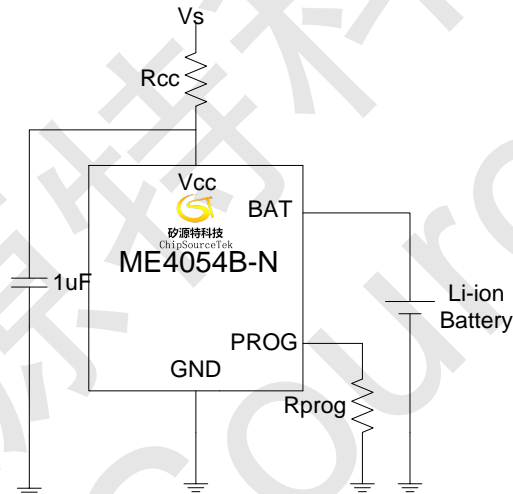 Vs
Rcc
Vcc
BAT
矽源特科技
ChipSourceTek
ME4054B-N
1uF
Li-ion
Battery
PROG
GND
Rprog